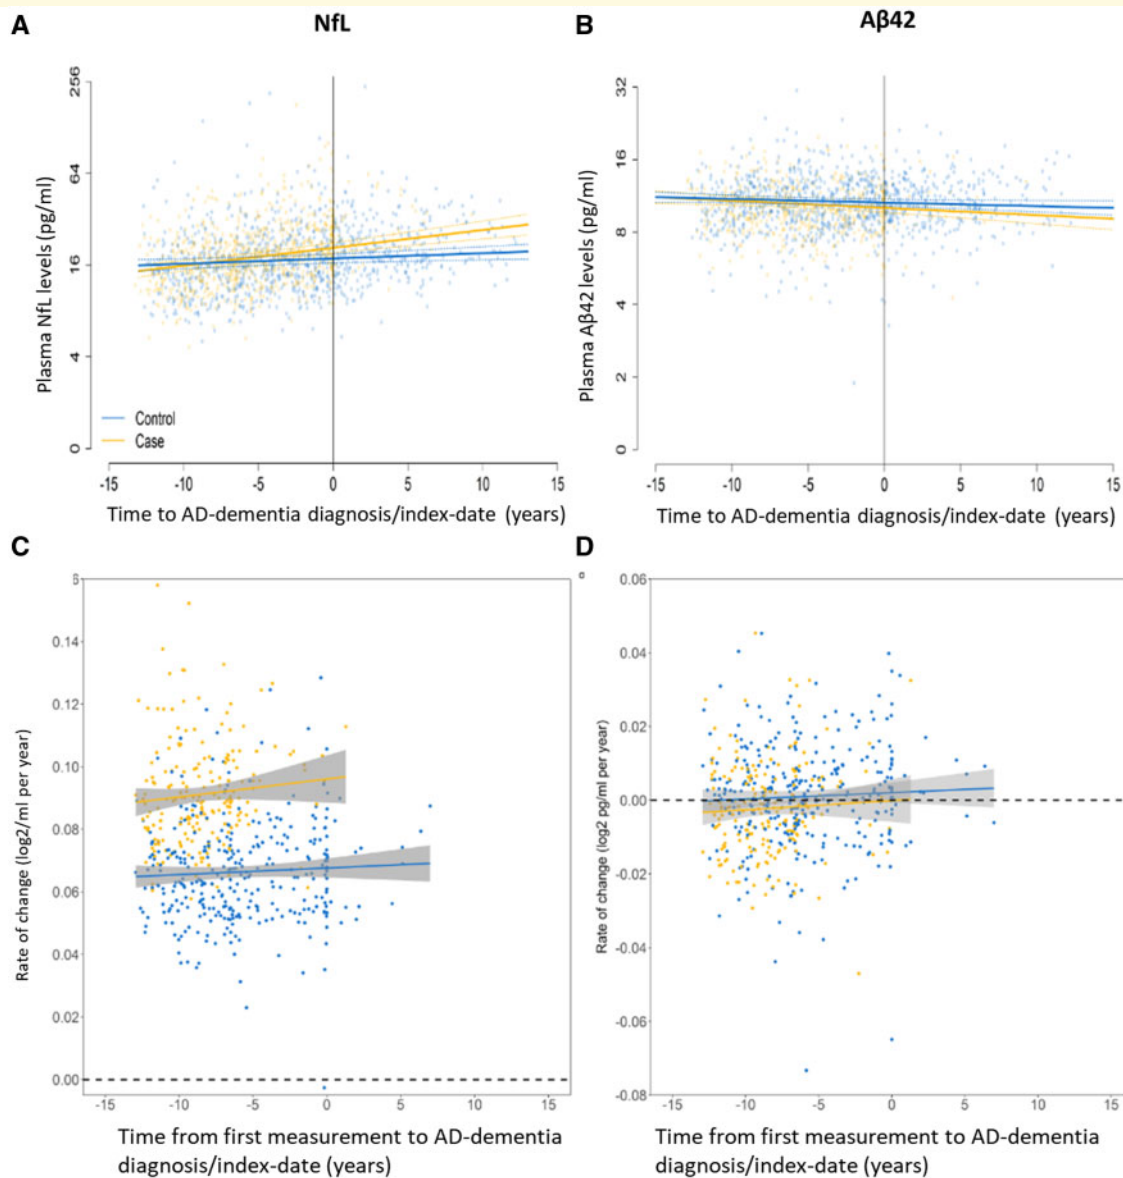 A
NfL
B
Aβ42
Plasma NfL levels (pg/ml)
256
64
16
4
0
Control
Case
-15 -10 -5 0 5 10 15
Time to AD-dementia diagnosis/index-date (years)
Plasma Aβ42 levels (pg/ml)
32
16
8
4
2
0
-15 -10 -5 0 5 10 15
Time to AD-dementia diagnosis/index-date (years)
C
Rate of change (log2/ml per year)
0.14
0.12
0.10
0.08
0.06
0.04
0.02
0.00
-15 -10 -5 0 5 10 15
Time from first measurement to AD-dementia
diagnosis/index-date (years)
D
Rate of change (log2 pg/ml per year)
0.06
0.04
0.02
0.00
-0.02
-0.04
-0.06
-0.08
-15 -10 -5 0 5 10 15
Time from first measurement to AD-dementia
diagnosis/index-date (years)